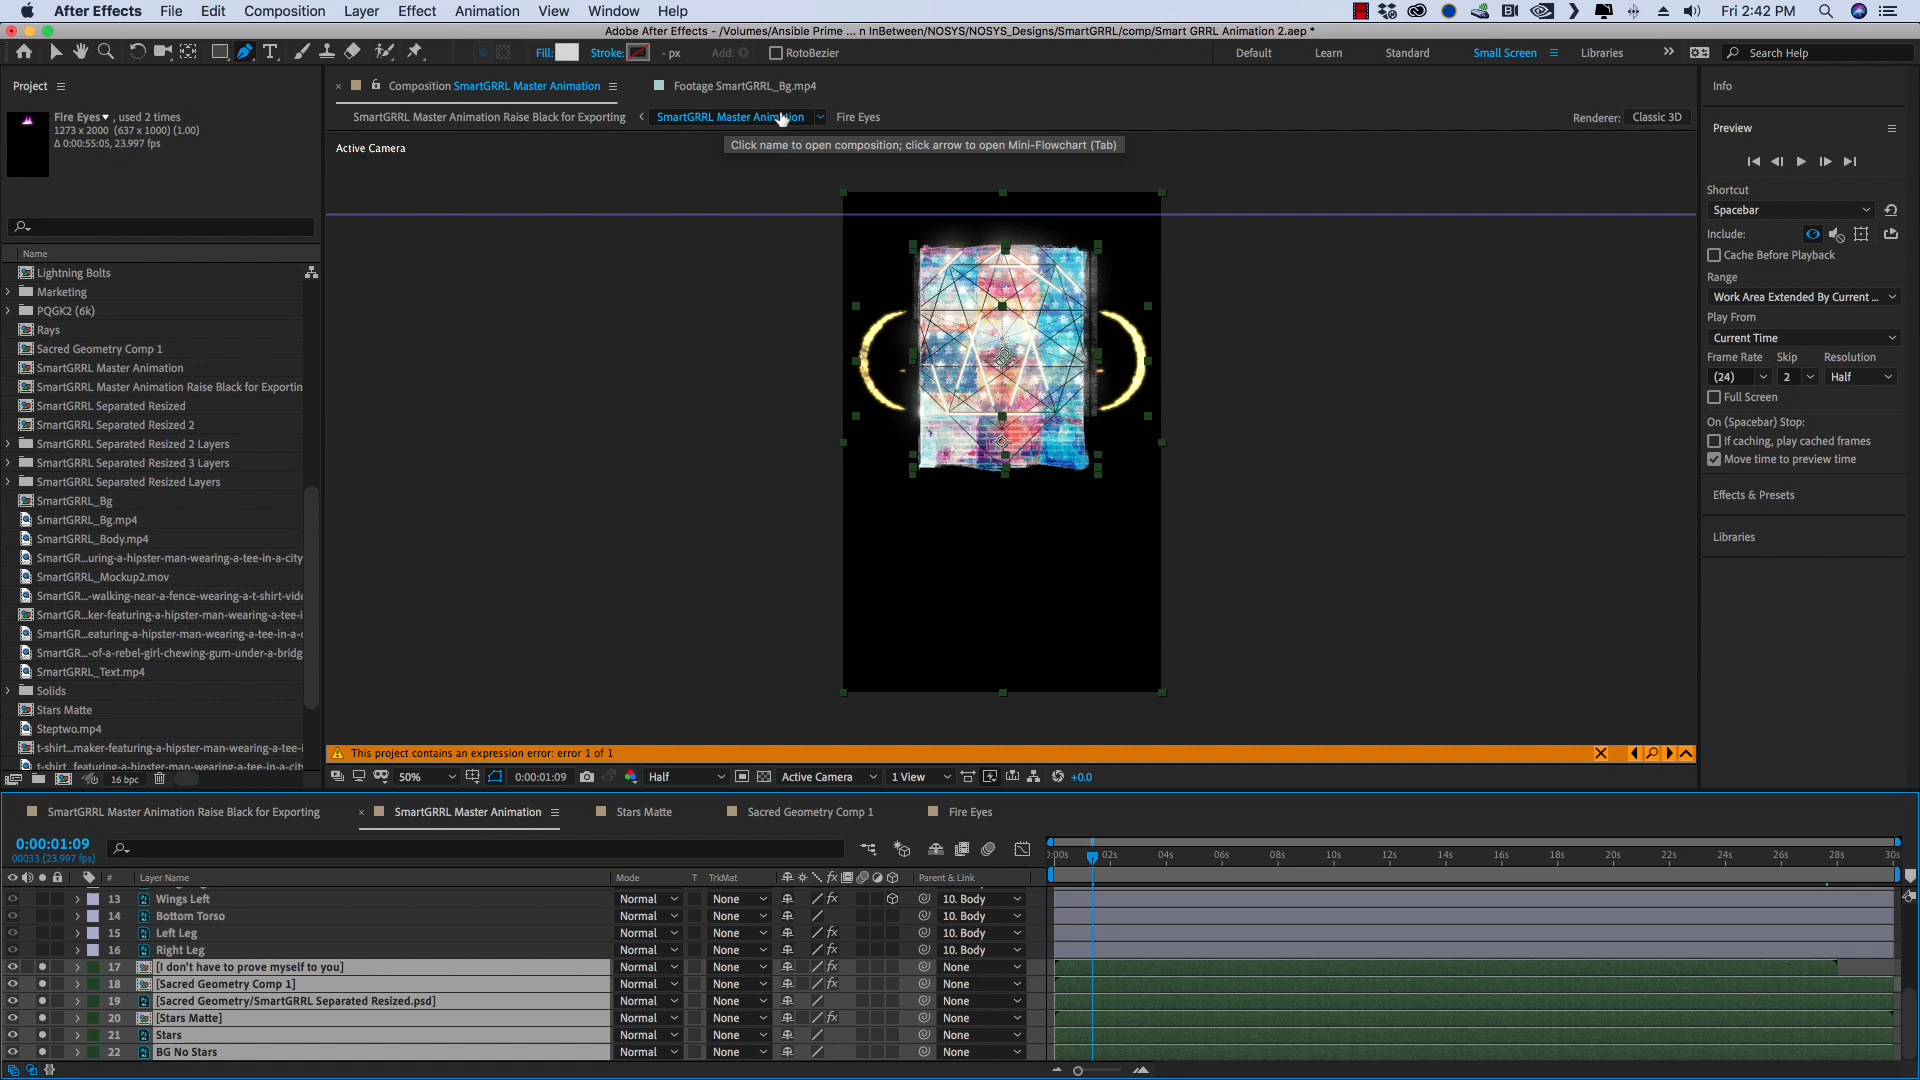 After Effects File Edit Composition Layer Effect Animation View Window Help Fri 2:42 PM
Adobe After Effects - /Volumes/Ansible Prime ... n InBetween/NOSYS/NOSYS_Designs/SmartGRRL/comp/Smart GRRL Animation 2.aep *
Fill: Stroke: - px Add: RotoBezier Default Learn Standard Small Screen Libraries Search Help
Project
Fire Eyes , used 2 times
1273 x 2000 (637 x 1000) (1.00)
Δ 0:00:55:05, 23.997 fps
Name
Lightning Bolts
Marketing
PQGK2 (6k)
Rays
Sacred Geometry Comp 1
SmartGRRL Master Animation
SmartGRRL Master Animation Raise Black for Exportin
SmartGRRL Separated Resized
SmartGRRL Separated Resized 2
SmartGRRL Separated Resized 2 Layers
SmartGRRL Separated Resized 3 Layers
SmartGRRL Separated Resized Layers
SmartGRRL_Bg
SmartGRRL_Bg.mp4
SmartGRRL_Body.mp4
SmartGR...uring-a-hipster-man-wearing-a-tee-in-a-city
SmartGRRL_Mockup2.mov
SmartGR...-walking-near-a-fence-wearing-a-t-shirt-vide
SmartGR...ker-featuring-a-hipster-man-wearing-a-tee-i
SmartGR...eaturing-a-hipster-man-wearing-a-tee-in-a-c
SmartGR...-of-a-rebel-girl-chewing-gum-under-a-bridg
SmartGRRL_Text.mp4
Solids
Stars Matte
Steptwo.mp4
t-shirt...maker-featuring-a-hipster-man-wearing-a-tee-i
t-shirt...maker-featuring-a-hipster-man-wearing-a-tee-in-a-cit
16 bpc
Composition SmartGRRL Master Animation Footage SmartGRRL_Bg.mp4
SmartGRRL Master Animation Raise Black for Exporting SmartGRRL Master Animation Fire Eyes Renderer: Classic 3D
Active Camera
Click name to open composition; click arrow to open Mini-Flowchart (Tab)
This project contains an expression error: error 1 of 1
50% 0:00:01:09 Half Active Camera 1 View +0.0
Info
Preview
Shortcut
Spacebar
Include:
Cache Before Playback
Range
Work Area Extended By Current ...
Play From
Current Time
Frame Rate Skip Resolution
(24) 2 Half
Full Screen
On (Spacebar) Stop:
If caching, play cached frames
Move time to preview time
Effects & Presets
Libraries
SmartGRRL Master Animation Raise Black for Exporting SmartGRRL Master Animation Stars Matte Sacred Geometry Comp 1 Fire Eyes
0:00:01:09
00033 (23.997 fps)
:00s 02s 04s 06s 08s 10s 12s 14s 16s 18s 20s 22s 24s 26s 28s 30s
# Layer Name Mode T TrkMat fx Parent & Link
13 Wings Left Normal None fx 10. Body
14 Bottom Torso Normal None 10. Body
15 Left Leg Normal None fx 10. Body
16 Right Leg Normal None fx 10. Body
17 [I don't have to prove myself to you] Normal None fx None
18 [Sacred Geometry Comp 1] Normal None fx None
19 [Sacred Geometry/SmartGRRL Separated Resized.psd] Normal None None
20 [Stars Matte] Normal None fx None
21 Stars Normal None None
22 BG No Stars Normal None None